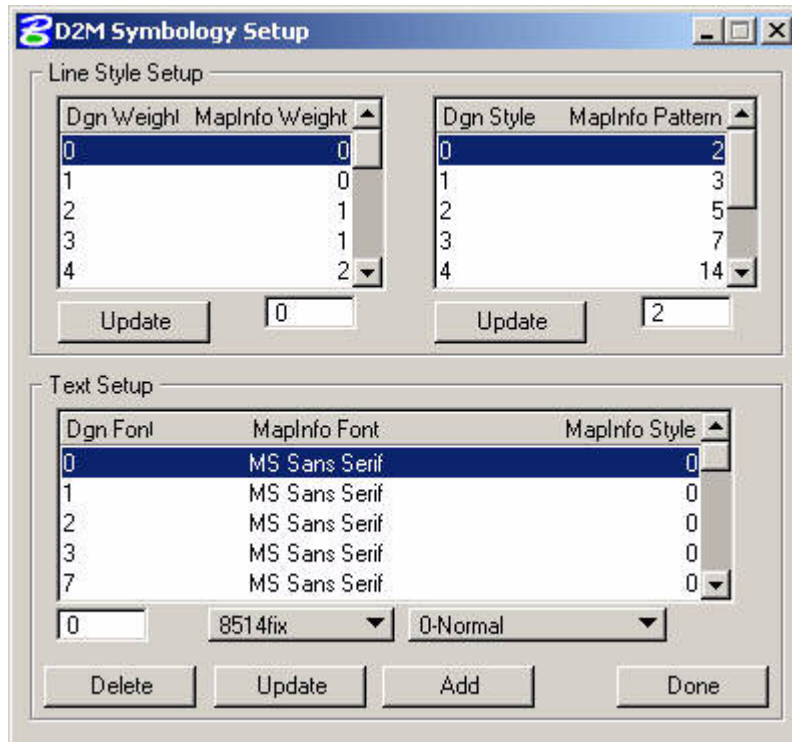 D2M Symbology Setup
Line Style Setup
Dgn Weight MapInfo Weight
0 0
1 0
2 1
3 1
4 2
Update 0
Dgn Style MapInfo Pattern
0 2
1 3
2 5
3 7
4 14
Update 2
Text Setup
Dgn Font MapInfo Font MapInfo Style
0 MS Sans Serif 0
1 MS Sans Serif 0
2 MS Sans Serif 0
3 MS Sans Serif 0
7 MS Sans Serif 0
0 8514fix 0-Normal
Delete Update Add Done